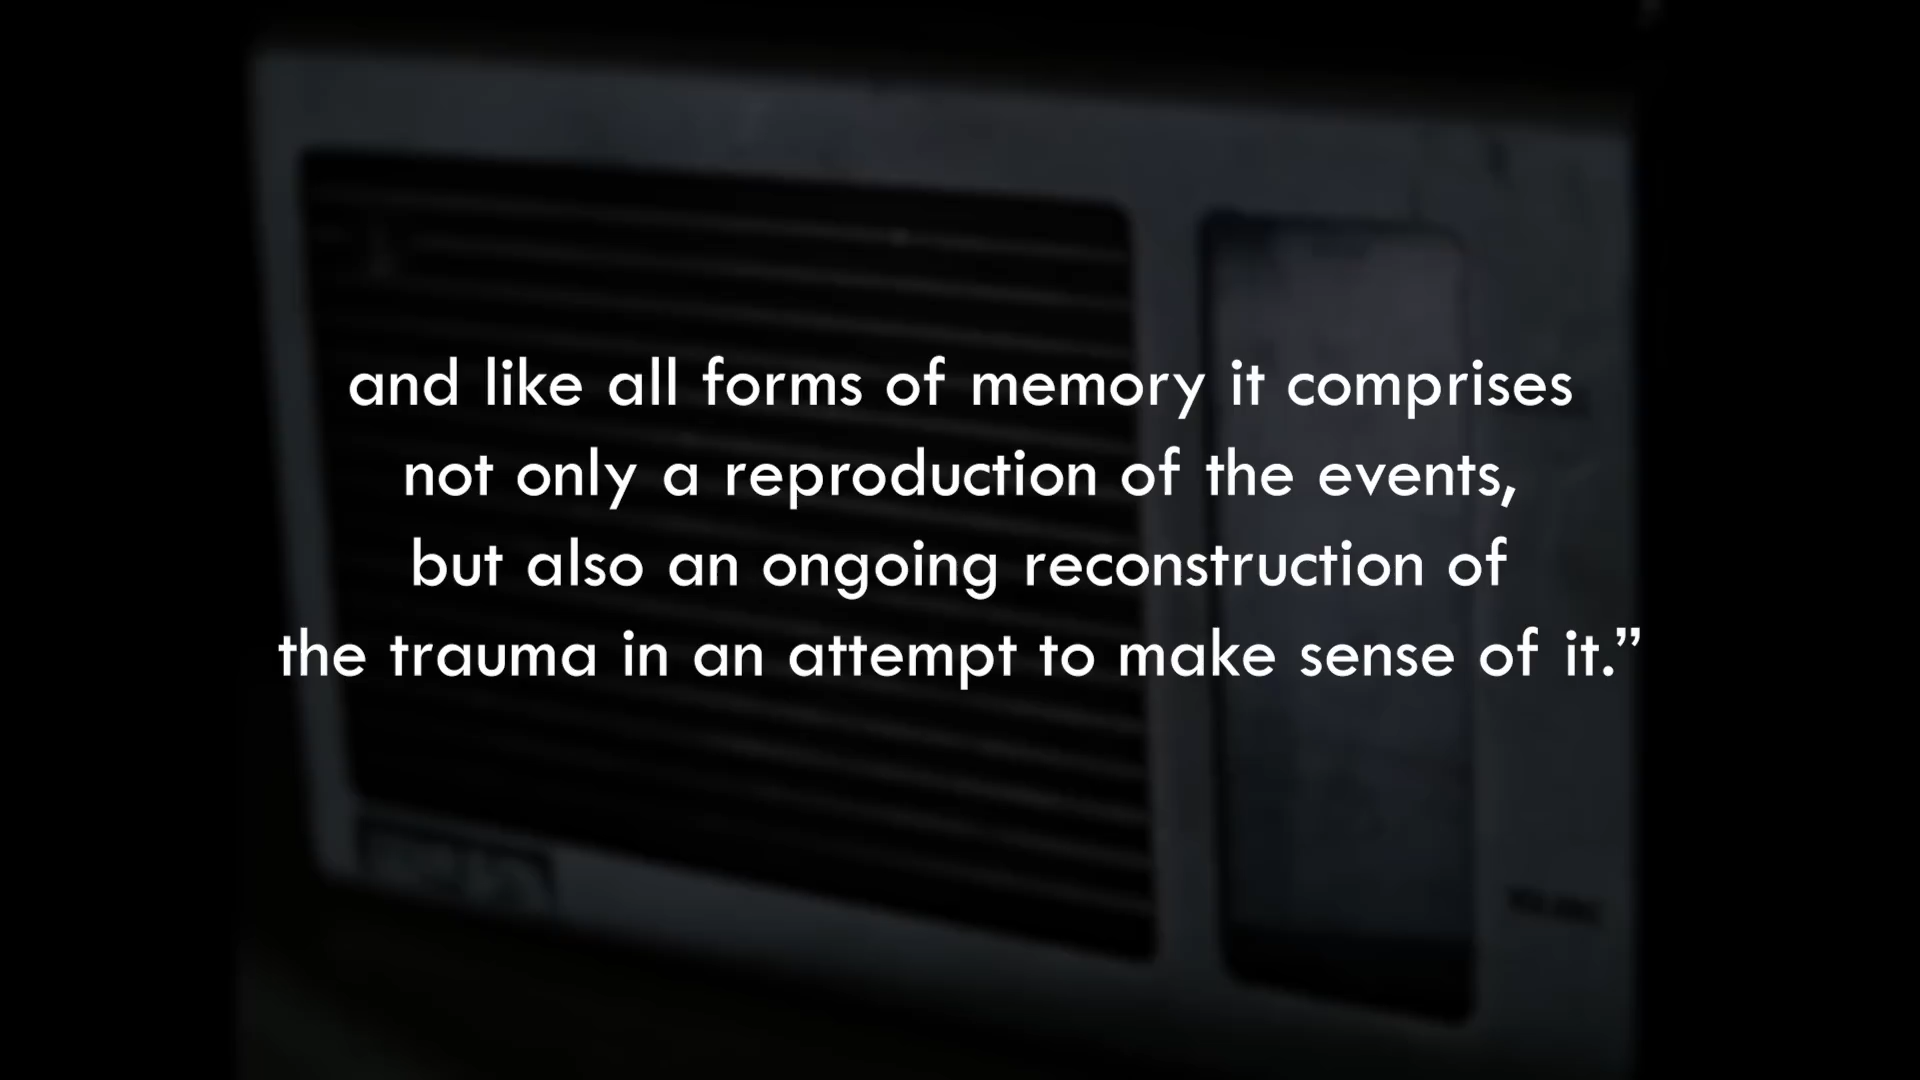 and like all forms of memory it comprises
not only a reproduction of the events,
but also an ongoing reconstruction of
the trauma in an attempt to make sense of it.”